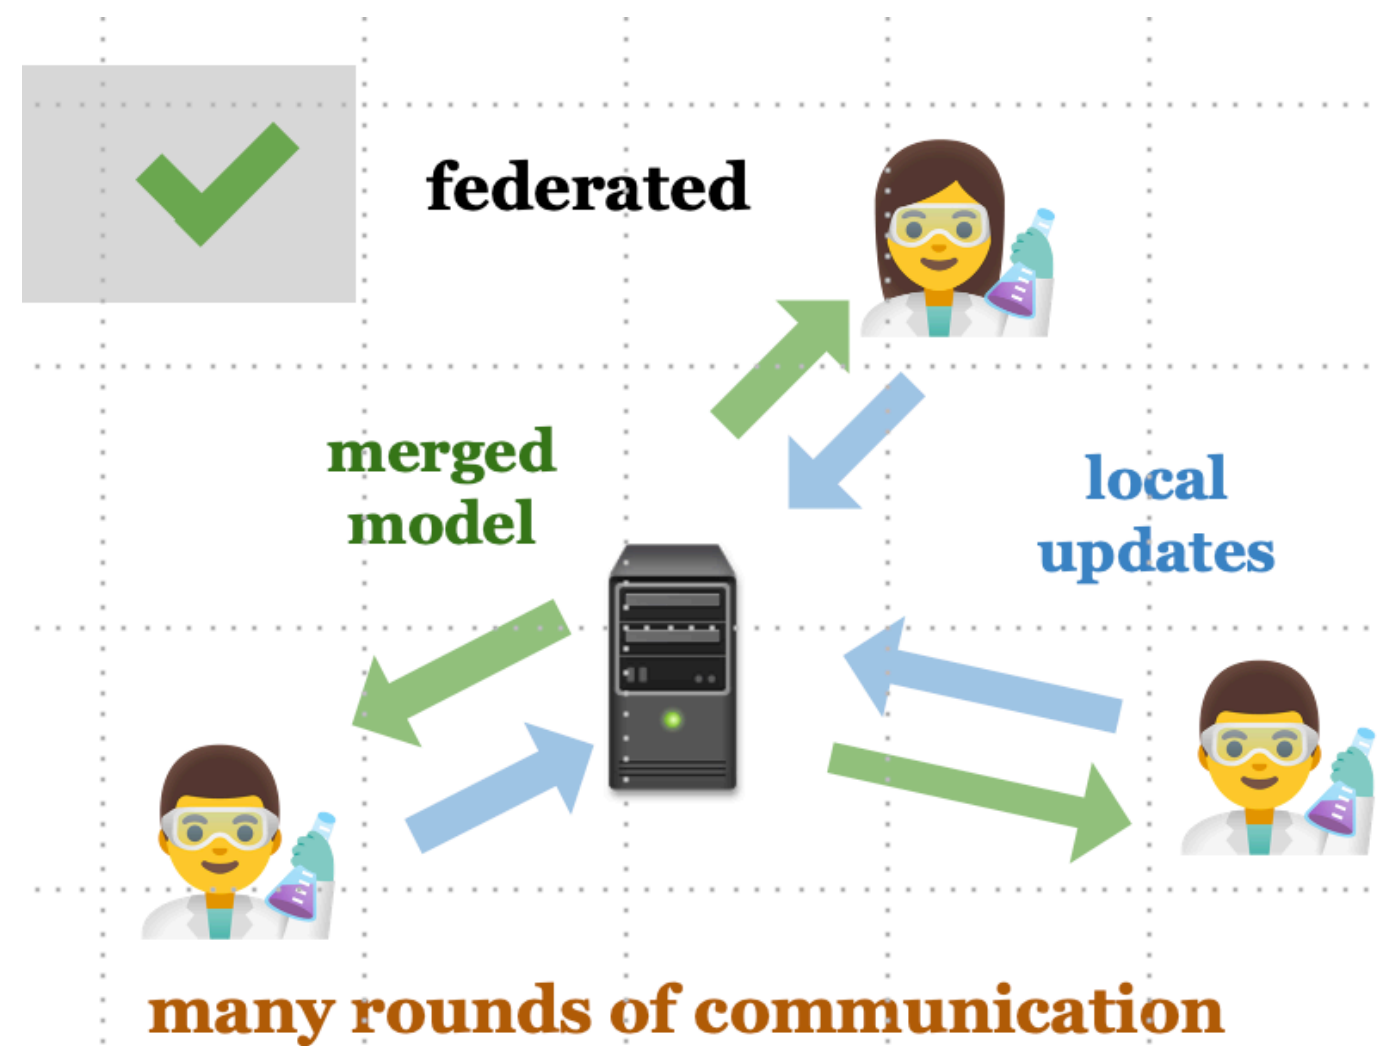 federated
merged
model
local
updates
many rounds of communication